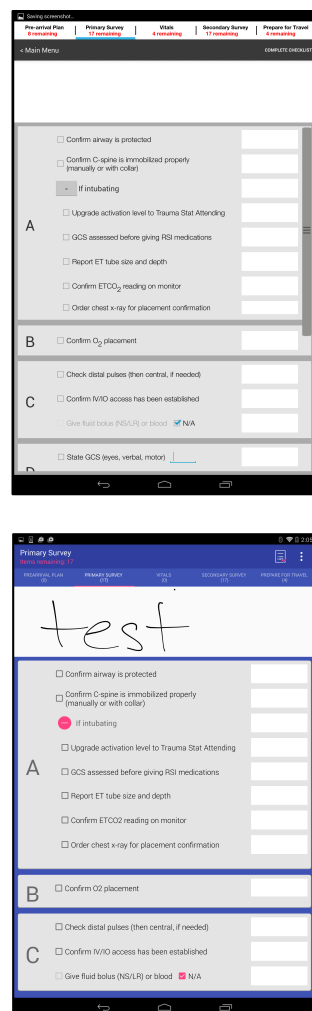 Saving screenshot...
Pre-arrival Plan Primary Survey Vitals Secondary Survey Prepare for Travel
8 remaining 17 remaining 4 remaining 17 remaining 4 remaining
< Main Menu COMPLETE CHECKLIST
Confirm airway is protected
Confirm C-spine is immobilized properly
(manually or with collar)
- If intubating
Upgrade activation level to Trauma Stat Attending
A
GCS assessed before giving RSI medications
Report ET tube size and depth
Confirm ETCO2 reading on monitor
Order chest x-ray for placement confirmation
B Confirm O2 placement
Check distal pulses (then central, if needed)
C Confirm IV/IO access has been established
Give fluid bolus (NS/LR) or blood N/A
State GCS (eyes, verbal, motor)
D
2:05
Primary Survey
Items remaining: 17
PREARRIVAL PLAN PRIMARY SURVEY VITALS SECONDARY SURVEY PREPARE FOR TRAVEL
(17) (17) (4)
test
Confirm airway is protected
Confirm C-spine is immobilized properly
(manually or with collar)
If intubating
Upgrade activation level to Trauma Stat Attending
A GCS assessed before giving RSI medications
Report ET tube size and depth
Confirm ETCO2 reading on monitor
Order chest x-ray for placement confirmation
B Confirm O2 placement
Check distal pulses (then central, if needed)
C Confirm IV/IO access has been established
Give fluid bolus (NS/LR) or blood N/A